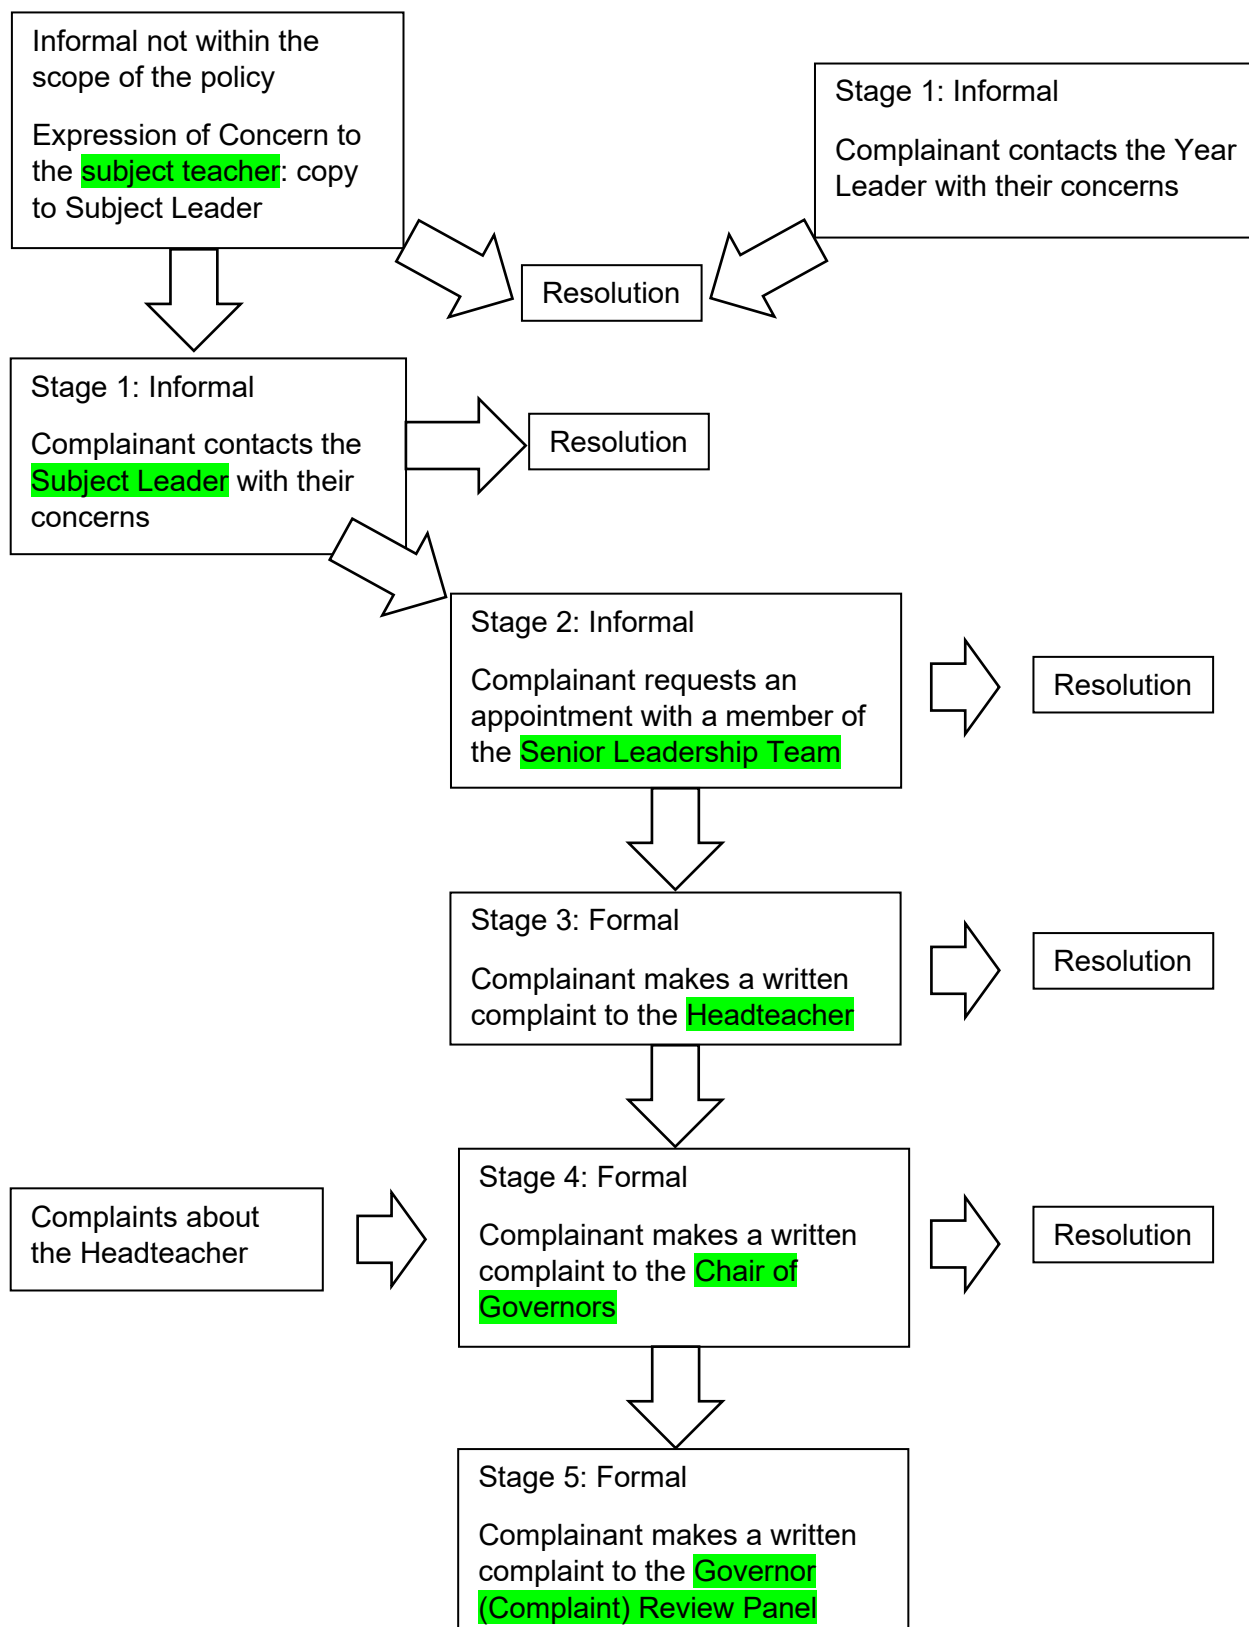 Informal not within the
scope of the policy
Expression of Concern to
the subject teacher: copy
to Subject Leader
Stage 1: Informal
Complainant contacts the Year
Leader with their concerns
Resolution
Stage 1: Informal
Complainant contacts the
Subject Leader with their
concerns
Resolution
Stage 2: Informal
Complainant requests an
appointment with a member of
the Senior Leadership Team
Resolution
Stage 3: Formal
Complainant makes a written
complaint to the Headteacher
Resolution
Complaints about
the Headteacher
Stage 4: Formal
Complainant makes a written
complaint to the Chair of
Governors
Resolution
Stage 5: Formal
Complainant makes a written
complaint to the Governor
(Complaint) Review Panel